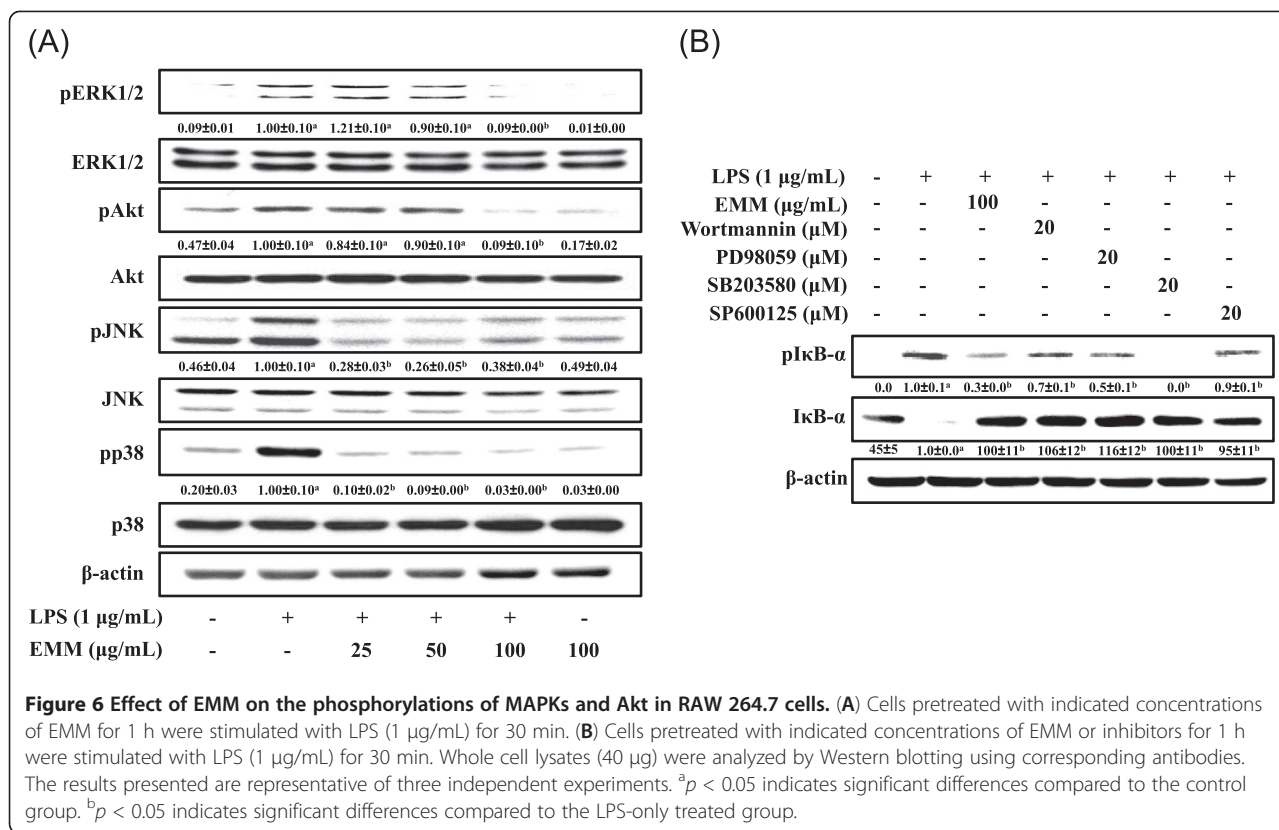 (A)
pERK1/2
0.09±0.01 1.00±0.10ᵃ 1.21±0.10ᵃ 0.90±0.10ᵃ 0.09±0.00ᵇ 0.01±0.00
ERK1/2
pAkt
0.47±0.04 1.00±0.10ᵃ 0.84±0.10ᵃ 0.90±0.10ᵃ 0.09±0.10ᵇ 0.17±0.02
Akt
pJNK
0.46±0.04 1.00±0.10ᵃ 0.28±0.03ᵇ 0.26±0.05ᵇ 0.38±0.04ᵇ 0.49±0.04
JNK
pp38
0.20±0.03 1.00±0.10ᵃ 0.10±0.02ᵇ 0.09±0.00ᵇ 0.03±0.00ᵇ 0.03±0.00
p38
β-actin
LPS (1 μg/mL) - + + + + -
EMM (μg/mL) - - 25 50 100 100
(B)
LPS (1 μg/mL) - + + + + + +
EMM (μg/mL) - - 100 - - - -
Wortmannin (μM) - - - 20 - - -
PD98059 (μM) - - - - 20 - -
SB203580 (μM) - - - - - 20 -
SP600125 (μM) - - - - - - 20
pIκB-α
0.0 1.0±0.1ᵃ 0.3±0.0ᵇ 0.7±0.1ᵇ 0.5±0.1ᵇ 0.0ᵇ 0.9±0.1ᵇ
IκB-α
45±5 1.0±0.0ᵃ 100±11ᵇ 106±12ᵇ 116±12ᵇ 100±11ᵇ 95±11ᵇ
β-actin
Figure 6 Effect of EMM on the phosphorylations of MAPKs and Akt in RAW 264.7 cells. (A) Cells pretreated with indicated concentrations
of EMM for 1 h were stimulated with LPS (1 μg/mL) for 30 min. (B) Cells pretreated with indicated concentrations of EMM or inhibitors for 1 h
were stimulated with LPS (1 μg/mL) for 30 min. Whole cell lysates (40 μg) were analyzed by Western blotting using corresponding antibodies.
The results presented are representative of three independent experiments. ᵃp < 0.05 indicates significant differences compared to the control
group. ᵇp < 0.05 indicates significant differences compared to the LPS-only treated group.